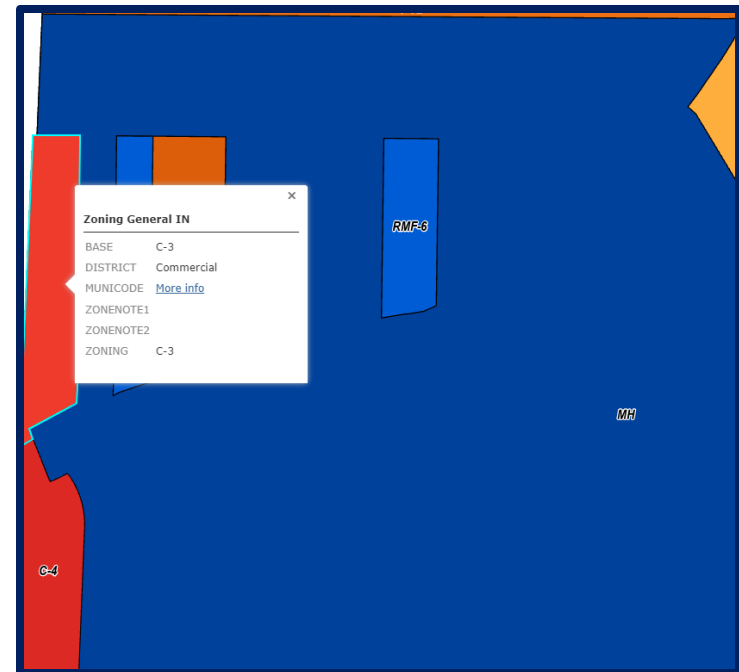 ×
Zoning General IN
BASE C-3
DISTRICT Commercial
MUNICODE More info
ZONENOTE1
ZONENOTE2
ZONING C-3
RMF-6
MH
C-4